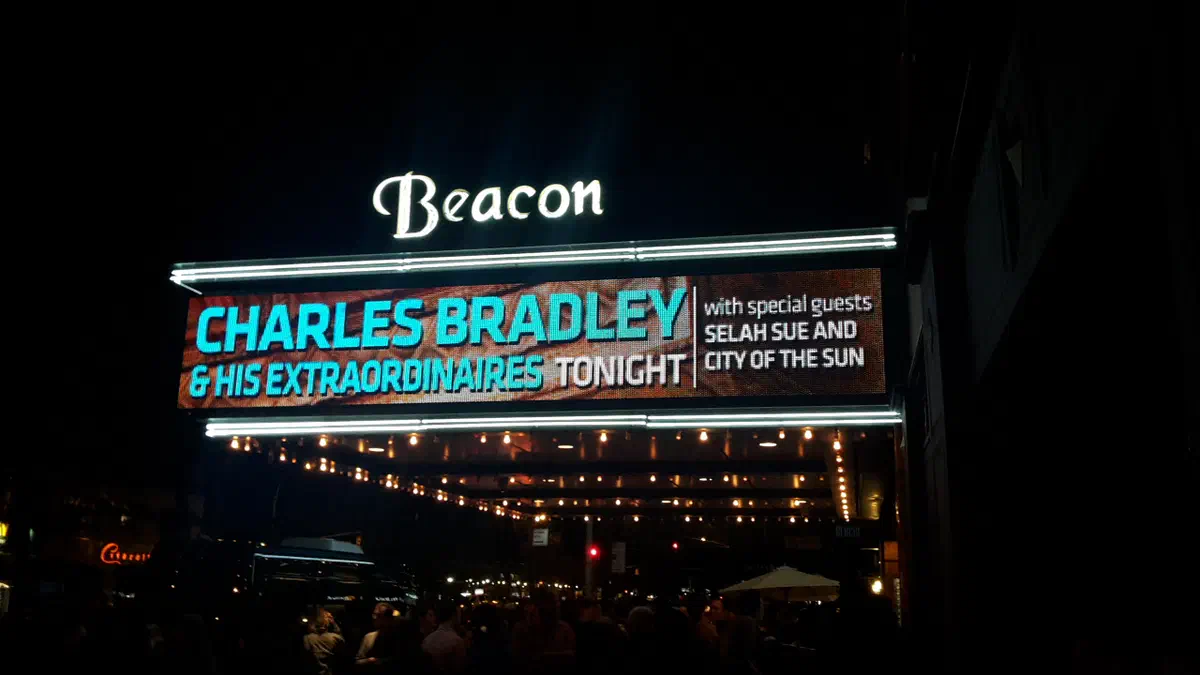 Beacon
CHARLES BRADLEY
& HIS EXTRAORDINAIRES TONIGHT
with special guests
SELAH SUE AND
CITY OF THE SUN